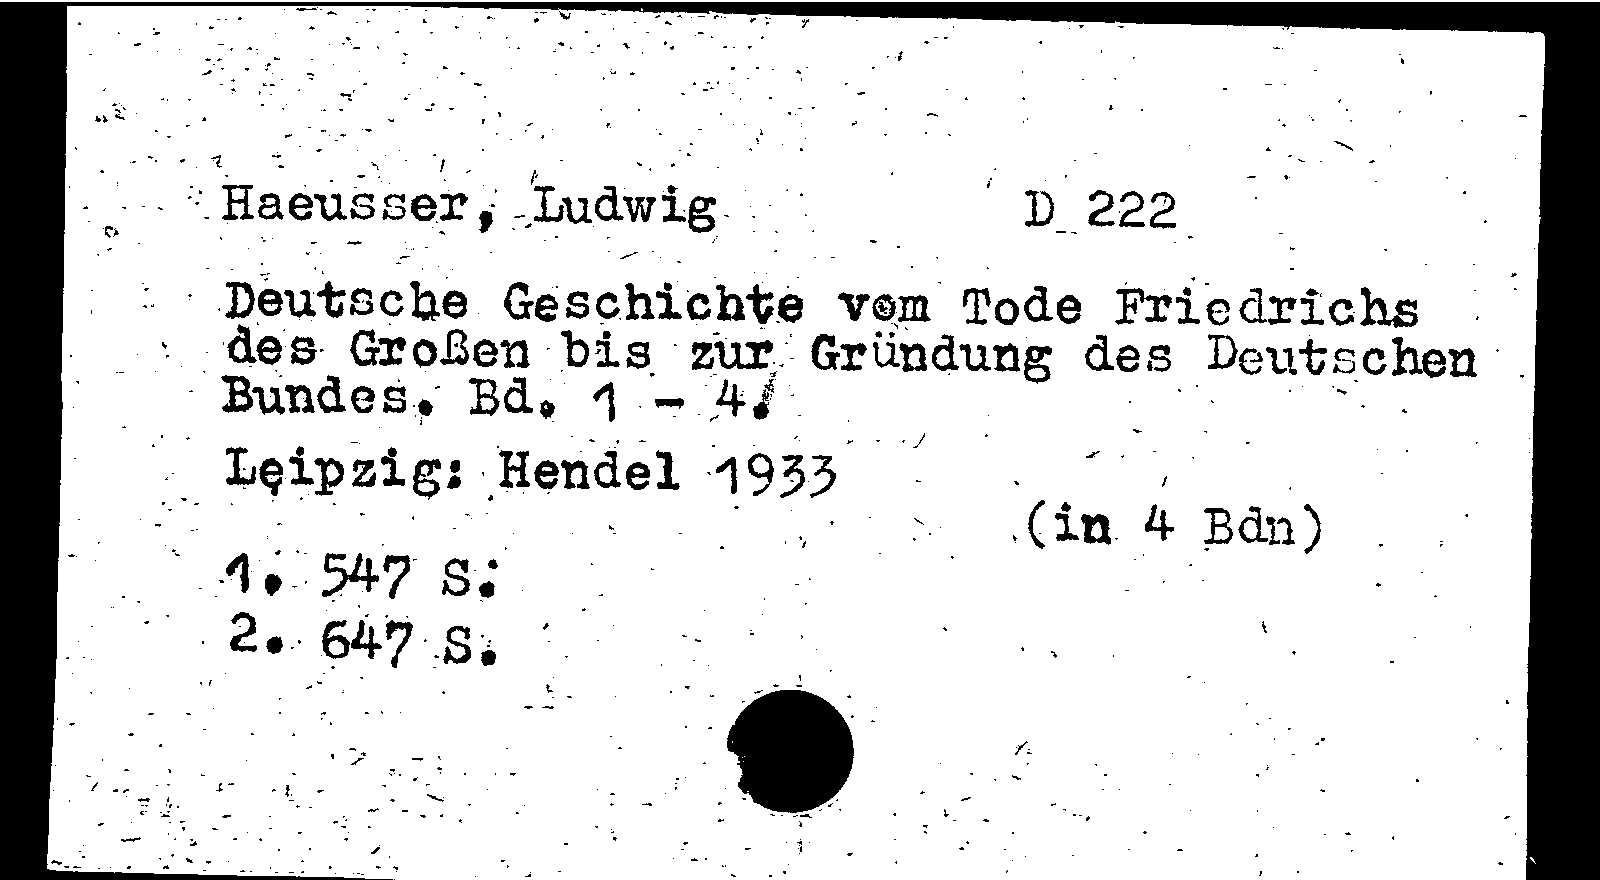 Haeusser, Ludwig D 222
Deutsche Geschichte vom Tode Friedrichs
des Großen bis zur Gründung des Deutschen
Bundes. Bd. 1 - 4.
Leipzig: Hendel 1933
(in 4 Bdn)
1. 547 S.
2. 647 S.